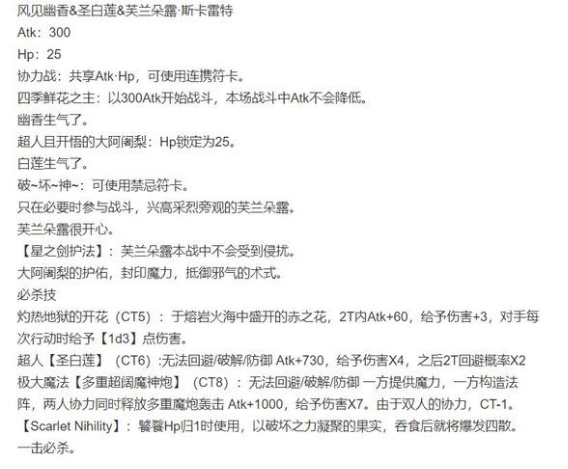 风见幽香&圣白莲&芙兰朵露·斯卡雷特
Atk：300
Hp：25
协力战：共享Atk·Hp，可使用连携符卡。
四季鲜花之主：以300Atk开始战斗，本场战斗中Atk不会降低。
幽香生气了。
超人且开悟的大阿阇梨：Hp锁定为25。
白莲生气了。
破~坏~神~：可使用禁忌符卡。
只在必要时参与战斗，兴高采烈旁观的芙兰朵露。
芙兰朵露很开心。
【星之剑护法】：芙兰朵露本战中不会受到侵扰。
大阿阇梨的护佑，封印魔力，抵御邪气的术式。
必杀技
灼热地狱的开花（CT5）：于熔岩火海中盛开的赤之花，2T内Atk+60，给予伤害+3，对手每
次行动时给予【1d3】点伤害。
超人【圣白莲】（CT6）:无法回避/破解/防御 Atk+730，给予伤害X4，之后2T回避概率X2
极大魔法【多重超阔魔神炮】（CT8）：无法回避/破解/防御 一方提供魔力，一方构造法
阵，两人协力同时释放多重魔炮轰击 Atk+1000，给予伤害X7。由于双人的协力，CT-1。
【Scarlet Nihility】：饕餮Hp归1时使用，以破坏之力凝聚的果实，吞食后就将爆发四散。
一击必杀。